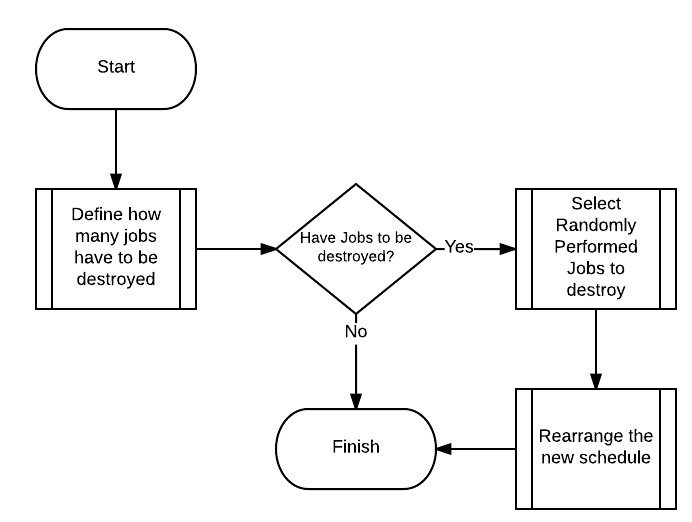 Start
Define how
many jobs
have to be
destroyed
Have Jobs to be
destroyed?
Yes
Select
Randomly
Performed
Jobs to
destroy
No
Finish
Rearrange the
new schedule